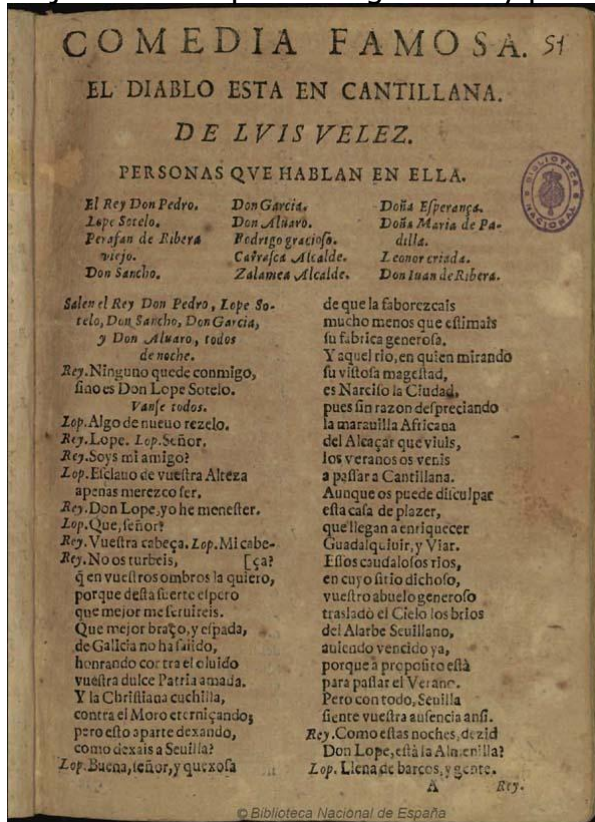 COMEDIA FAMOSA. 51
EL DIABLO ESTA EN CANTILLANA.
DE LVIS VELEZ.
PERSONAS QVE HABLAN EN ELLA.
El Rey Don Pedro.
Lope Sotelo.
Perafan de Ribera
viejo.
Don Sancho.
Don Garcia.
Don Aluaro.
Rodrigo gracioso.
Carrasca Alcalde.
Zalamea Alcalde.
Doña Esperança.
Doña Maria de Pa-
dilla.
Leonor criada.
Don Iuan de Ribera.
BIBLIOTECA NACIONAL
Salen el Rey Don Pedro, Lope So-
telo, Don Sancho, Don Garcia,
y Don Aluaro, todos
de noche.
Rey. Ninguno quede conmigo,
sino es Don Lope Sotelo.
Vanse todos.
Lop. Algo de nueuo rezelo.
Rey. Lope. Lop. Señor.
Rey. Soys mi amigo?
Lop. Esclauo de vuestra Alteza
apenas merezco ser.
Rey. Don Lope, yo he menester.
Lop. Que, señor?
Rey. Vuestra cabeça. Lop. Mi cabe-
Rey. No os turbeis, [ça?
q̃ en vuestros ombros la quiero,
porque desta suerte espero
que mejor me seruireis.
Que mejor braço, y espada,
de Galicia no ha salido,
honrando contra el oluido
vuestra dulce Patria amada.
Y la Christiana cuchilla,
contra el Moro eterniçando;
pero esto aparte dexando,
como dexais a Seuilla?
Lop. Buena, señor, y quexosa
de que la faborezcais
mucho menos que estimais
su fabrica generosa.
Y aquel rio, en quien mirando
su vistosa magestad,
es Narciso la Ciudad,
pues sin razon despreciando
la marauilla Africana
del Alcaçar que viuis,
los veranos os venis
a passar a Cantillana.
Aunque os puede disculpar
esta casa de plazer,
que llegan a enriquecer
Guadalquiuir, y Viar.
Essos caudalosos rios,
en cuyo sitio dichoso,
vuestro abuelo generoso
trasladò el Cielo los brios
del Alarbe Seuillano,
auiendo vencido ya,
porque à proposito està
para passar el Verano.
Pero con todo, Seuilla
siente vuestra ausencia ansi.
Rey. Como estas noches, dezid
Don Lope, està la Almenilla?
Lop. Llena de barcos, y gente.
A Rey.
© Biblioteca Nacional de España